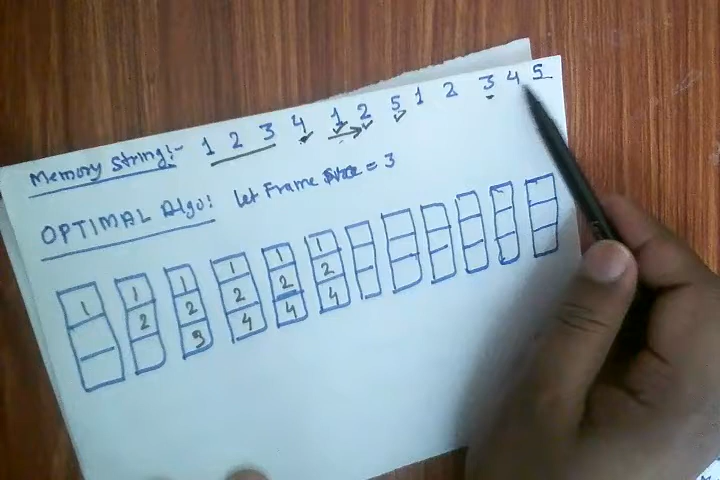 Memory String:- 1 2 3 4 1 2 5 1 2 3 4 5
OPTIMAL Algo: let Frame Size = 3
1 1 1 1 1 1
2 2 2 2 2
3 4 4 4